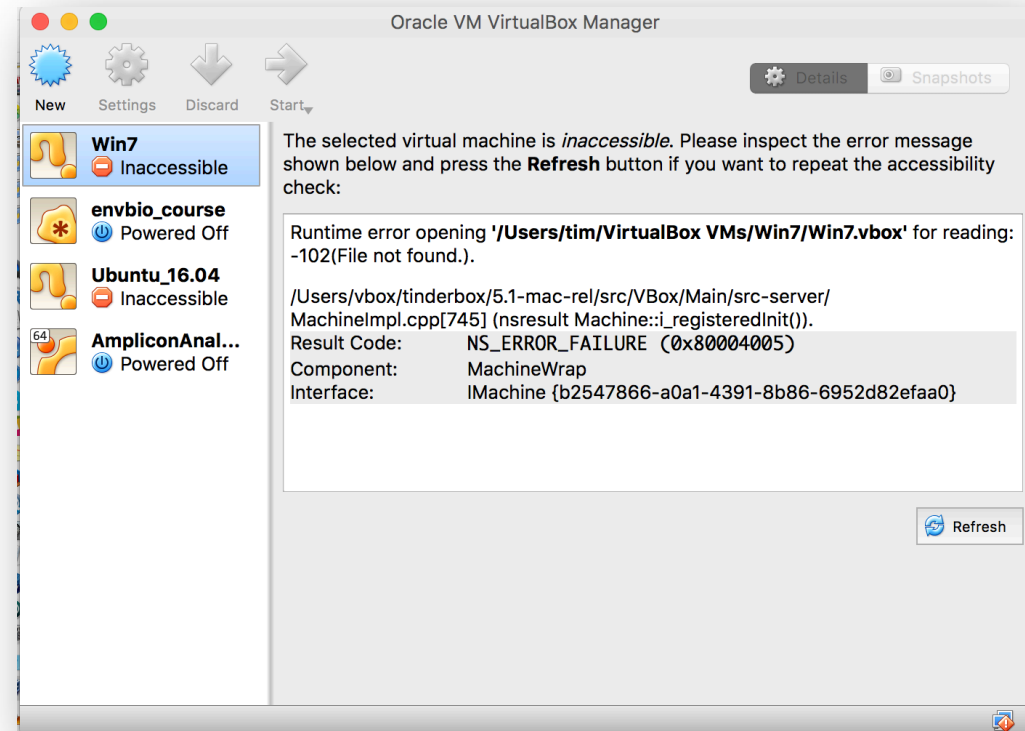 Oracle VM VirtualBox Manager
New
Settings
Discard
Start
Details
Snapshots
Win7
Inaccessible
envbio_course
Powered Off
Ubuntu_16.04
Inaccessible
64
AmpliconAnal...
Powered Off
The selected virtual machine is inaccessible. Please inspect the error message
shown below and press the Refresh button if you want to repeat the accessibility
check:
Runtime error opening '/Users/tim/VirtualBox VMs/Win7/Win7.vbox' for reading:
-102(File not found.).
/Users/vbox/tinderbox/5.1-mac-rel/src/VBox/Main/src-server/
MachineImpl.cpp[745] (nsresult Machine::i_registeredInit()).
Result Code: NS_ERROR_FAILURE (0x80004005)
Component: MachineWrap
Interface: IMachine {b2547866-a0a1-4391-8b86-6952d82efaa0}
Refresh